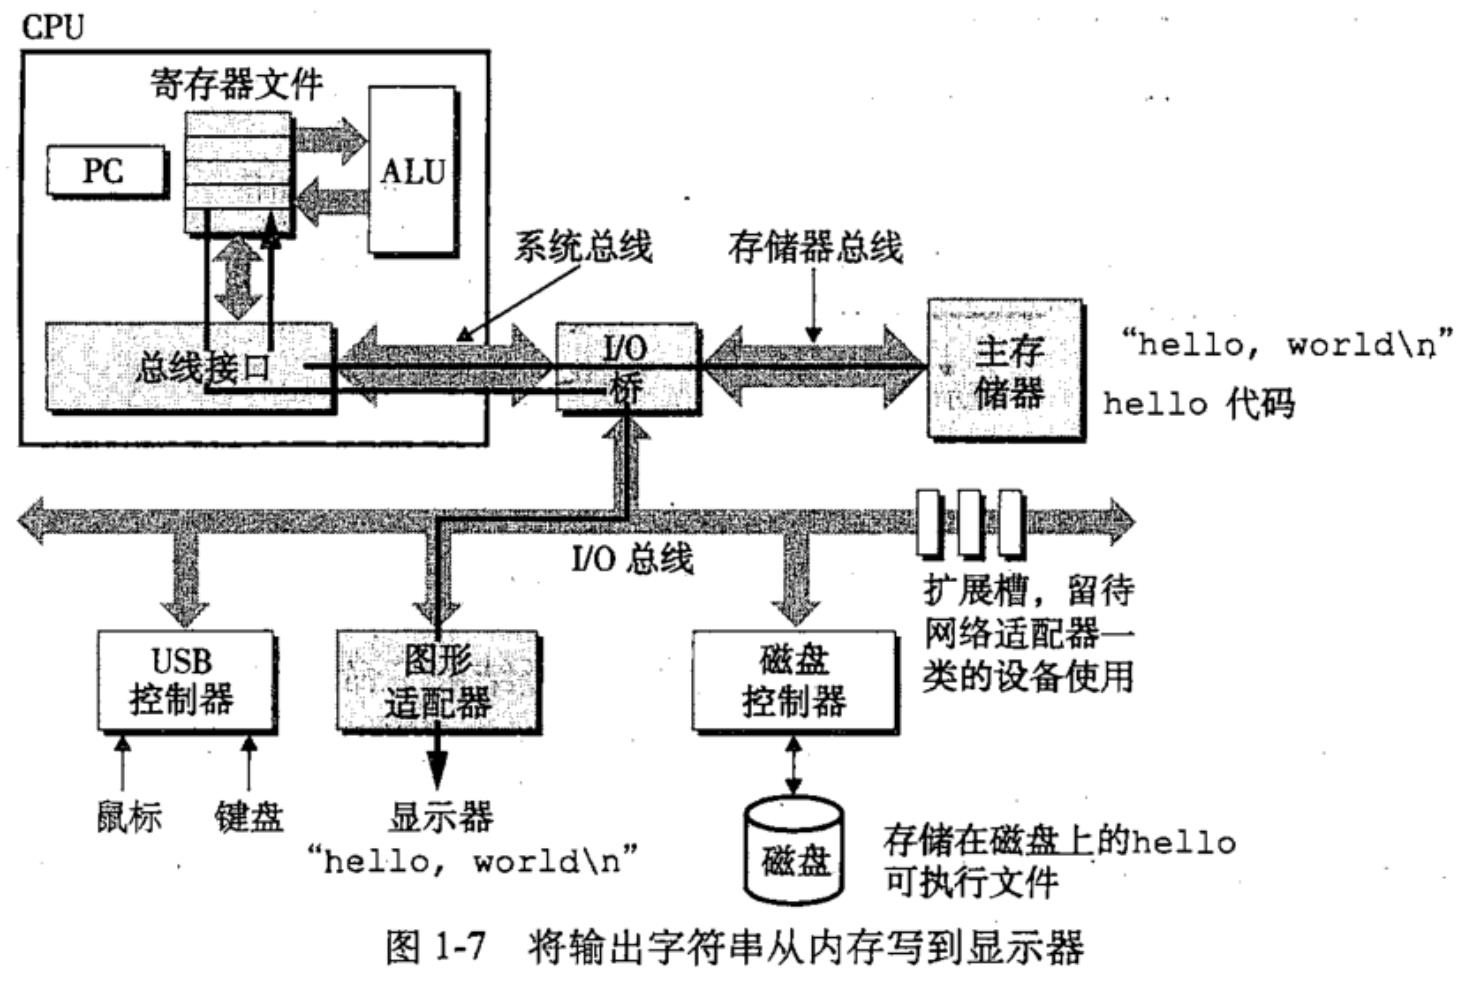 CPU
寄存器文件
PC
ALU
系统总线
存储器总线
总线接口
I/O
桥
主存
储器
“hello, world\n”
hello 代码
I/O 总线
扩展槽，留待
网络适配器一
类的设备使用
USB
控制器
图形
适配器
磁盘
控制器
鼠标
键盘
显示器
“hello, world\n”
磁盘
存储在磁盘上的hello
可执行文件
图 1-7 将输出字符串从内存写到显示器